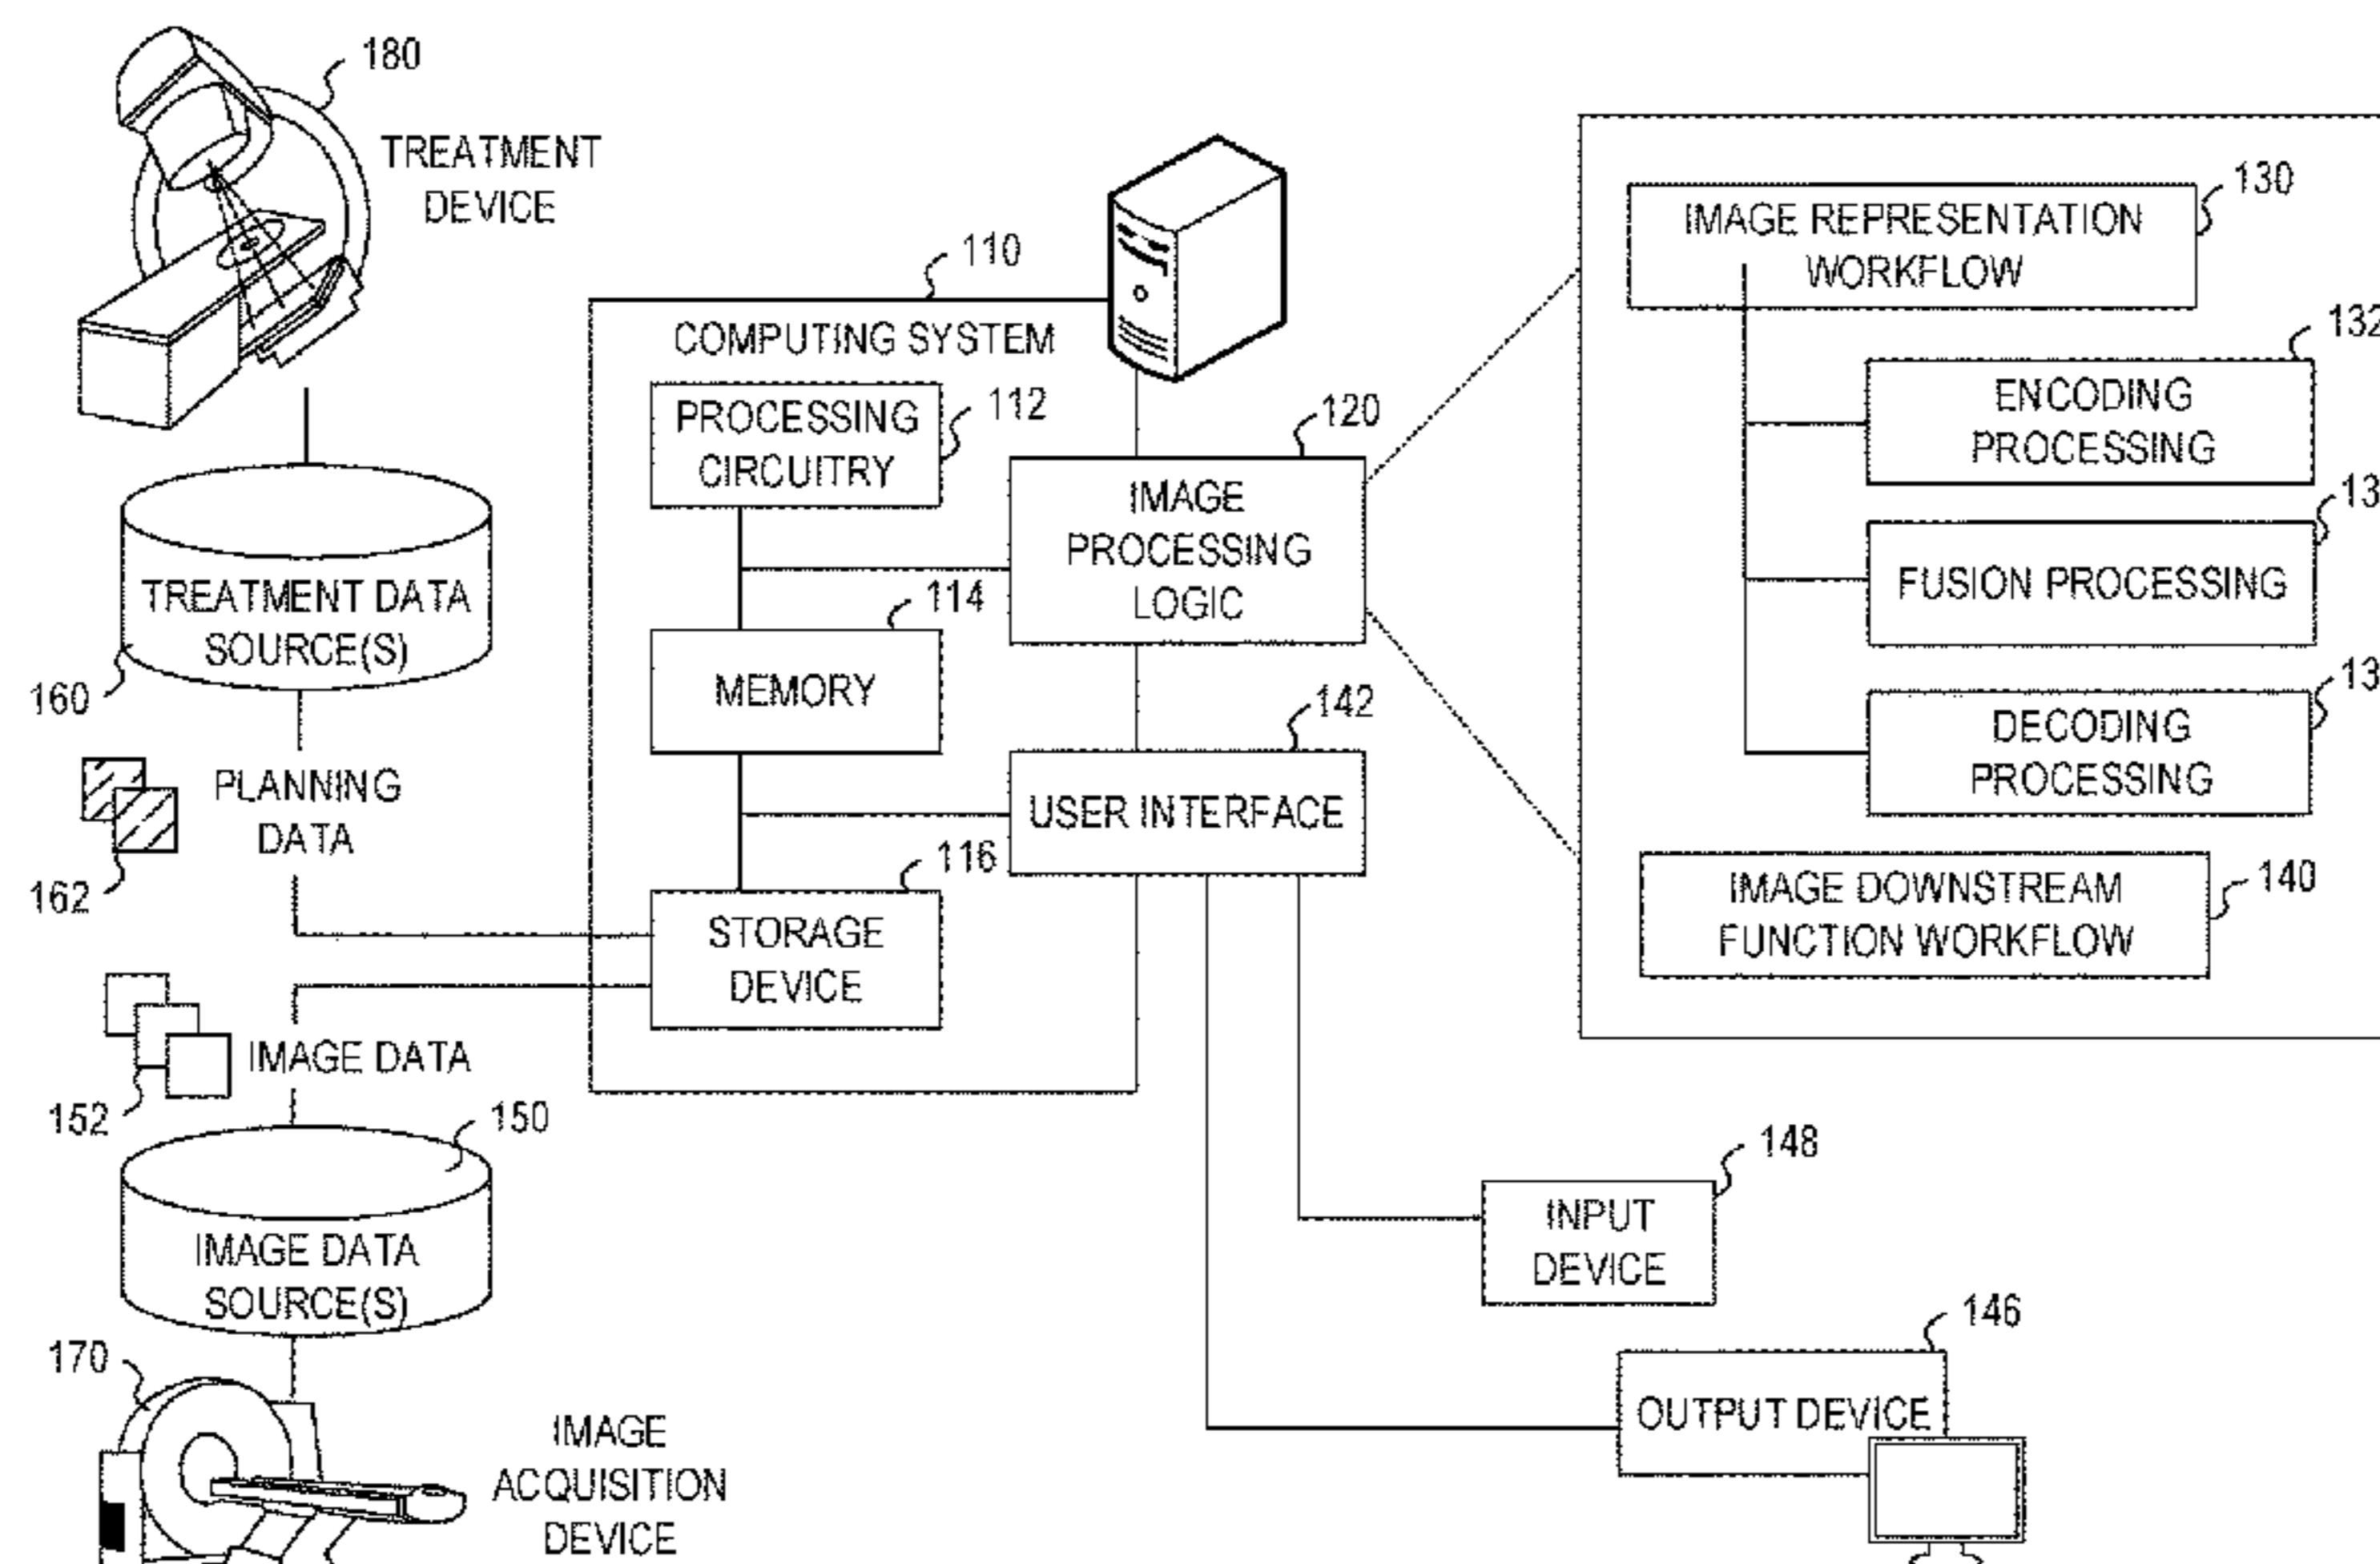 180
TREATMENT
DEVICE
TREATMENT DATA
SOURCE(S)
160
PLANNING
DATA
162
IMAGE DATA
152
150
IMAGE DATA
SOURCE(S)
170
IMAGE
ACQUISITION
DEVICE
110
COMPUTING SYSTEM
PROCESSING
CIRCUITRY
112
120
IMAGE
PROCESSING
LOGIC
114
MEMORY
142
USER INTERFACE
116
STORAGE
DEVICE
130
IMAGE REPRESENTATION
WORKFLOW
132
ENCODING
PROCESSING
FUSION PROCESSING
DECODING
PROCESSING
IMAGE DOWNSTREAM
FUNCTION WORKFLOW
140
148
INPUT
DEVICE
146
OUTPUT DEVICE